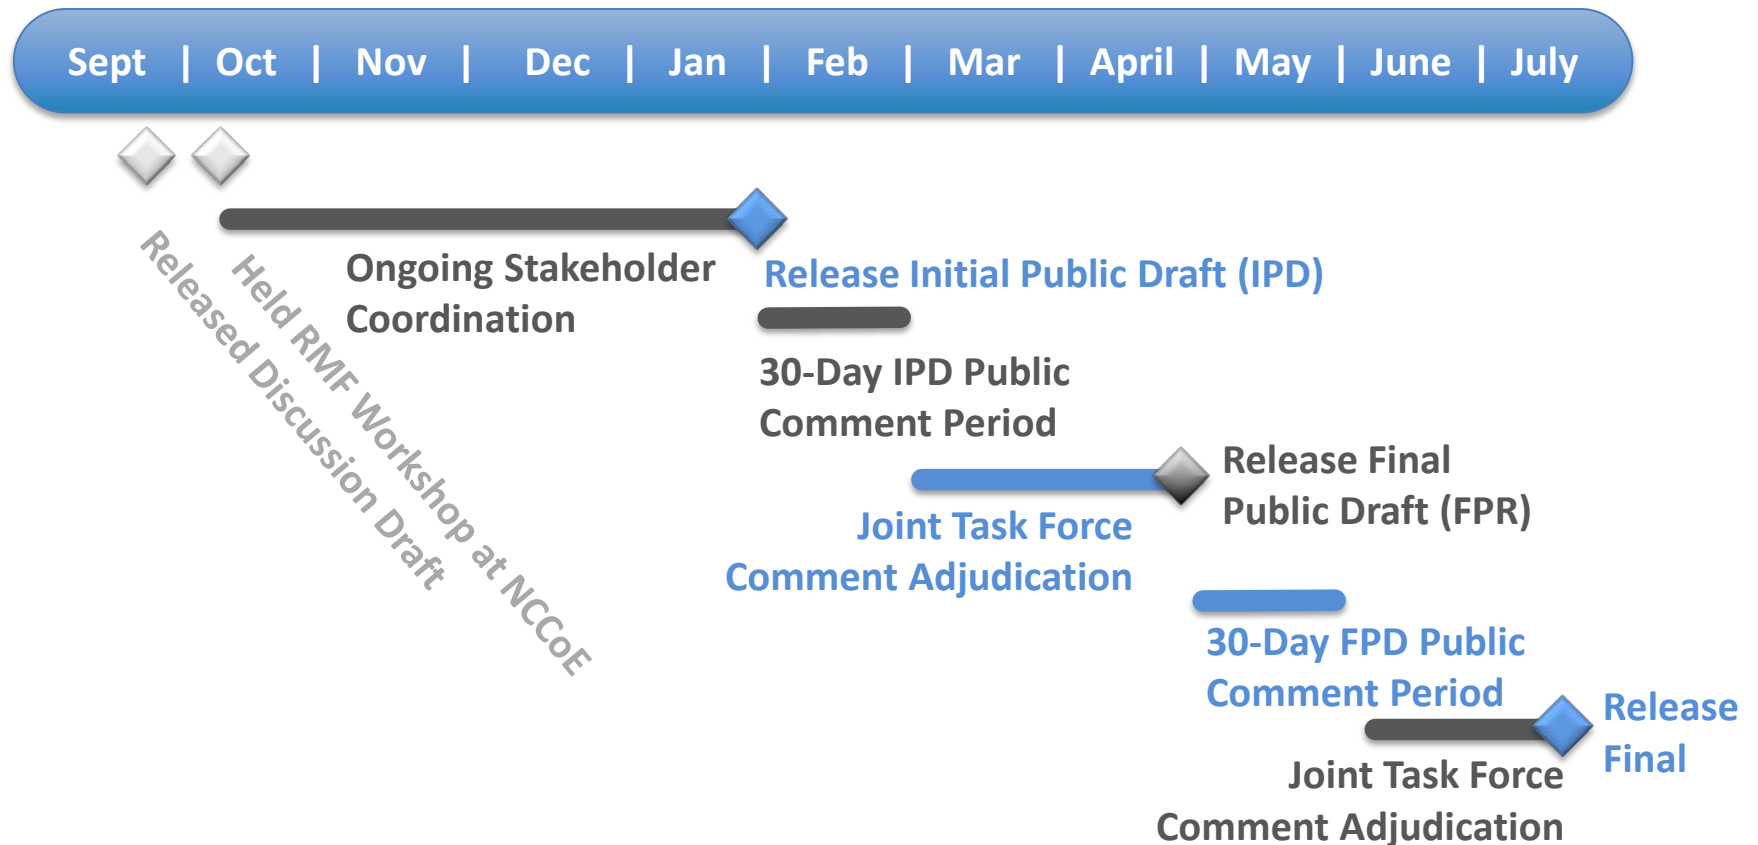 Sept | Oct | Nov | Dec | Jan | Feb | Mar | April | May | June | July
Released Discussion Draft
Held RMF Workshop at NCCoE
Ongoing Stakeholder
Coordination
Release Initial Public Draft (IPD)
30-Day IPD Public
Comment Period
Release Final
Public Draft (FPR)
Joint Task Force
Comment Adjudication
30-Day FPD Public
Comment Period
Release
Final
Joint Task Force
Comment Adjudication